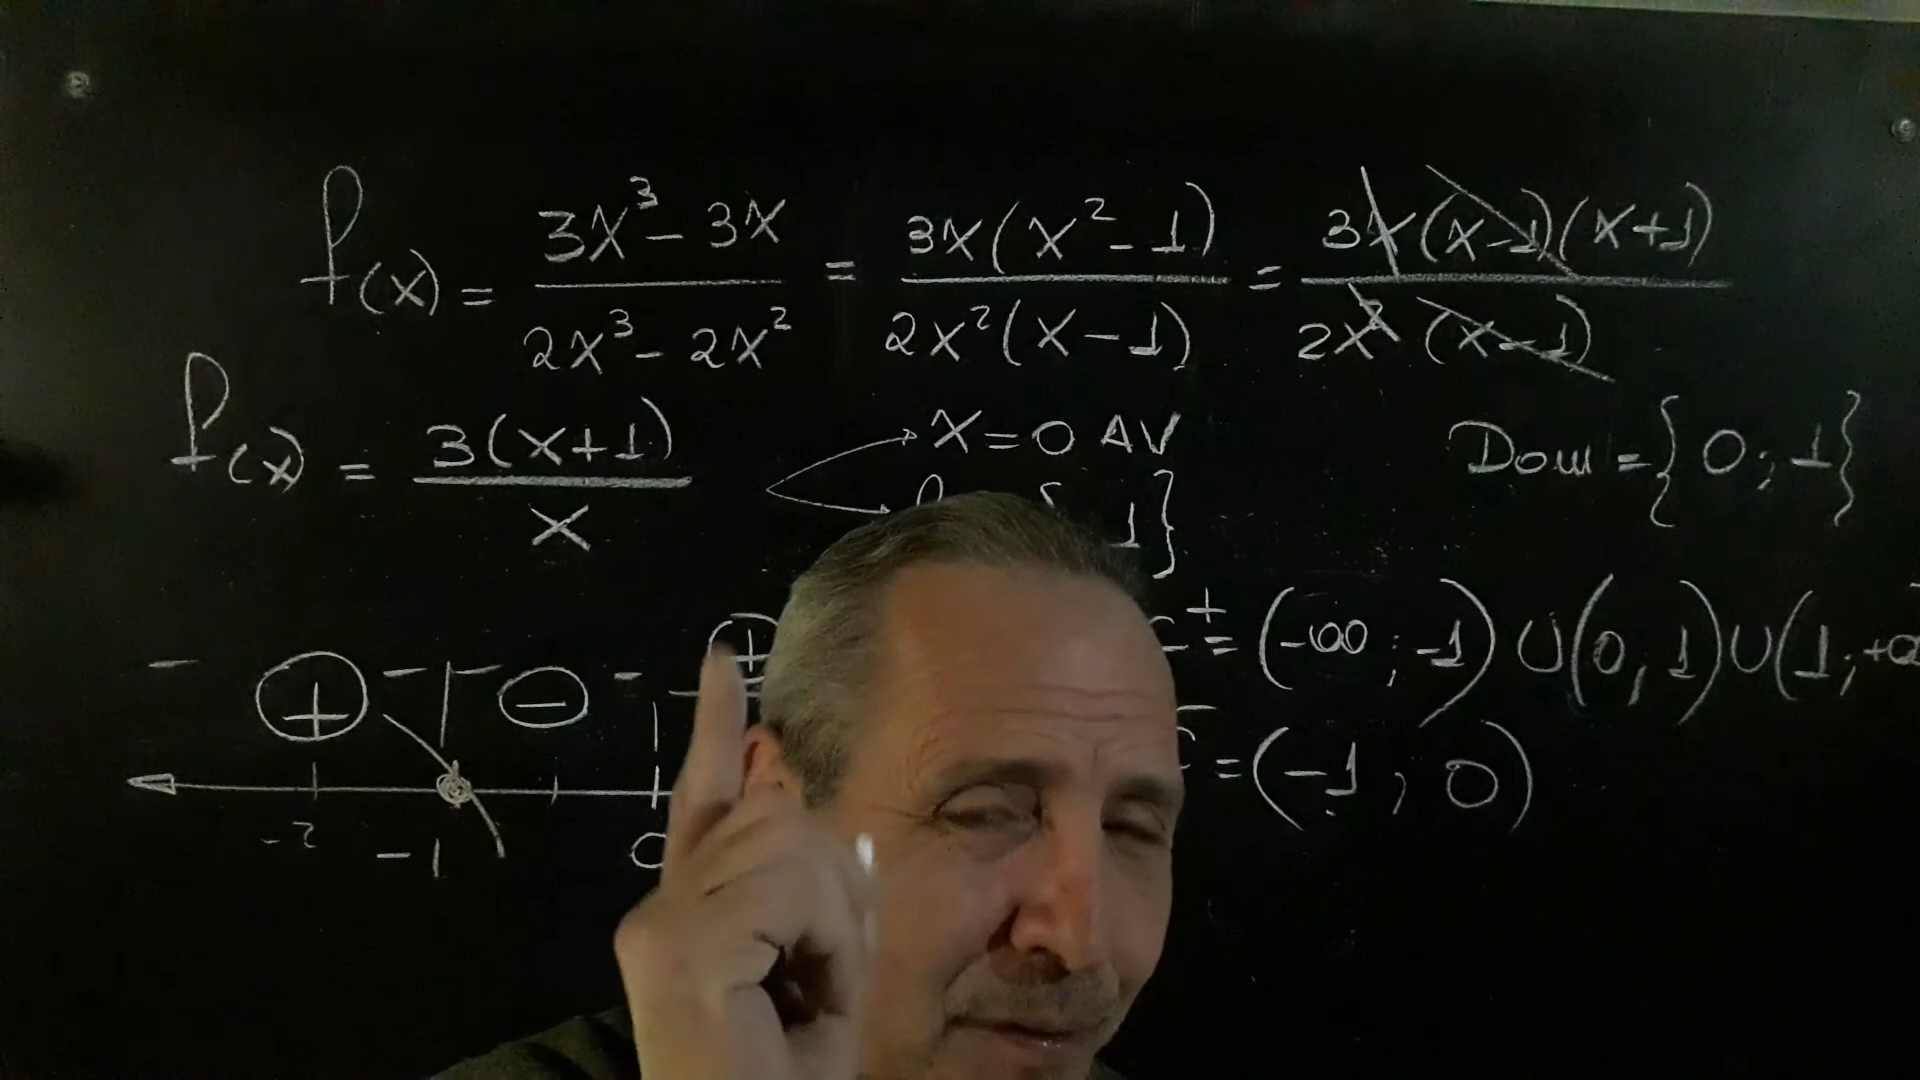 f(x) = (3x³ - 3x)/(2x³ - 2x²) = 3x(x² - 1)/(2x²(x - 1)) = 3x(x-1)(x+1)/(2x²(x-1))
f(x) = 3(x+1)/x
x = 0 AV
Dom = {0; 1}
1}
- + - - - - +
C⁺ = (-∞; -1) ∪ (0, 1) ∪ (1; +∞
C⁻ = (-1, 0)
-2 -1 0